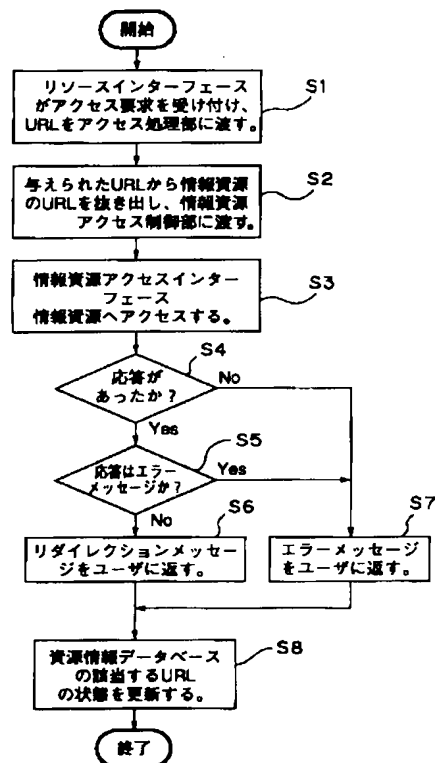 開始
リソースインターフェース
がアクセス要求を受け付け、
URLをアクセス処理部に渡す。
S1
与えられたURLから情報資源
のURLを抜き出し、情報資源
アクセス制御部に渡す。
S2
情報資源アクセスインター
フェース
情報資源へアクセスする。
S3
応答が
あったか？
S4
No
Yes
応答はエラー
メッセージか？
S5
Yes
No
リダイレクションメッセー
ジをユーザに返す。
S6
エラーメッセージ
をユーザに返す。
S7
資源情報データベース
の該当するURL
の状態を更新する。
S8
終了